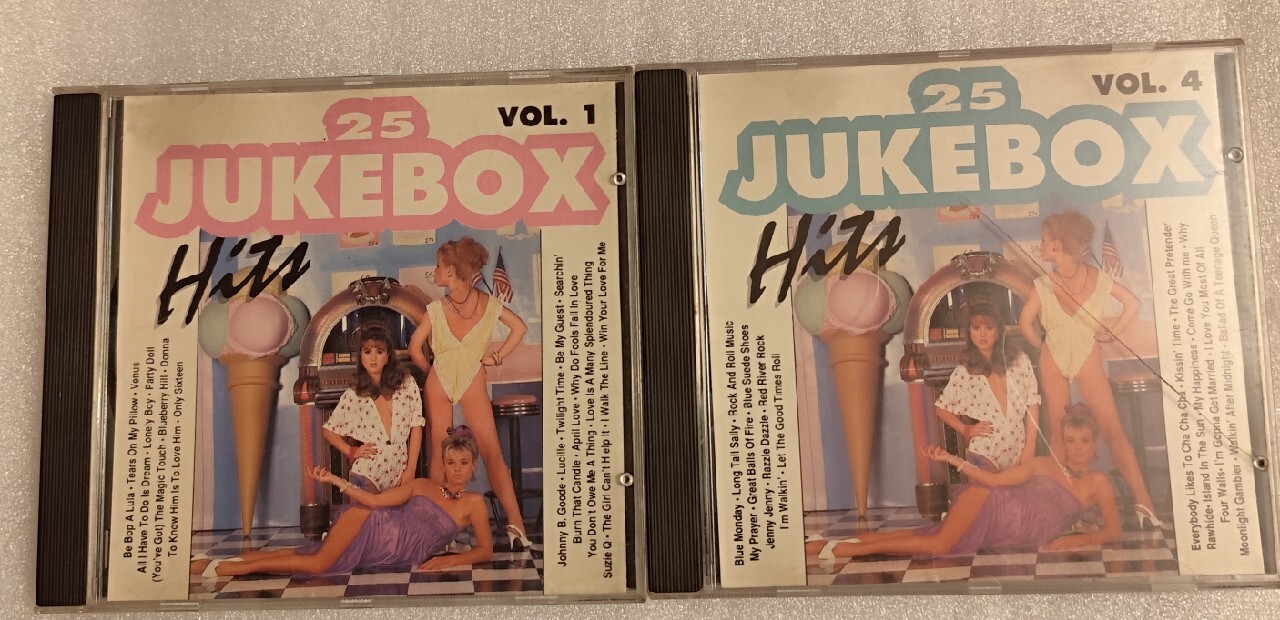 25
VOL. 1
JUKEBOX
Hits
Be Bop A Lula • Tears On My Pillow • Venus
All I Have To Do Is Dream • Loney Boy • Party Doll
(You've Got) The Magic Touch • Blueberry Hill • Donna
To Know Him Is To Love Him • Only Sixteen
Johnny B. Goode • Lucille • Twilight Time • Be My Guest • Searchin'
Burn That Candle • April Love • Why Do Fools Fall In Love
You Don't Owe Me A Thing • Love Is A Many Splendoured Thing
Suzie Q • The Girl Can't Help It • I Walk The Line • Win Your Love For Me
25
VOL. 4
JUKEBOX
Hits
Blue Monday • Long Tall Sally • Rock And Roll Music
My Prayer • Great Balls Of Fire • Blue Suede Shoes
Jenny Jenny • Razzle Dazzle • Red River Rock
I'm Walkin' • Let The Good Times Roll
Everybody Likes To Cha Cha Cha • Kissin' Time • The Great Pretender
Rawhide • Island In The Sun • My Happiness • Come Go With me • Why
Four Walls • I'm Gonna Get Married • I Love You Most Of All
Moonlight Gambler • Walkin' After Midnight • Ballad Of A Teenage Queen